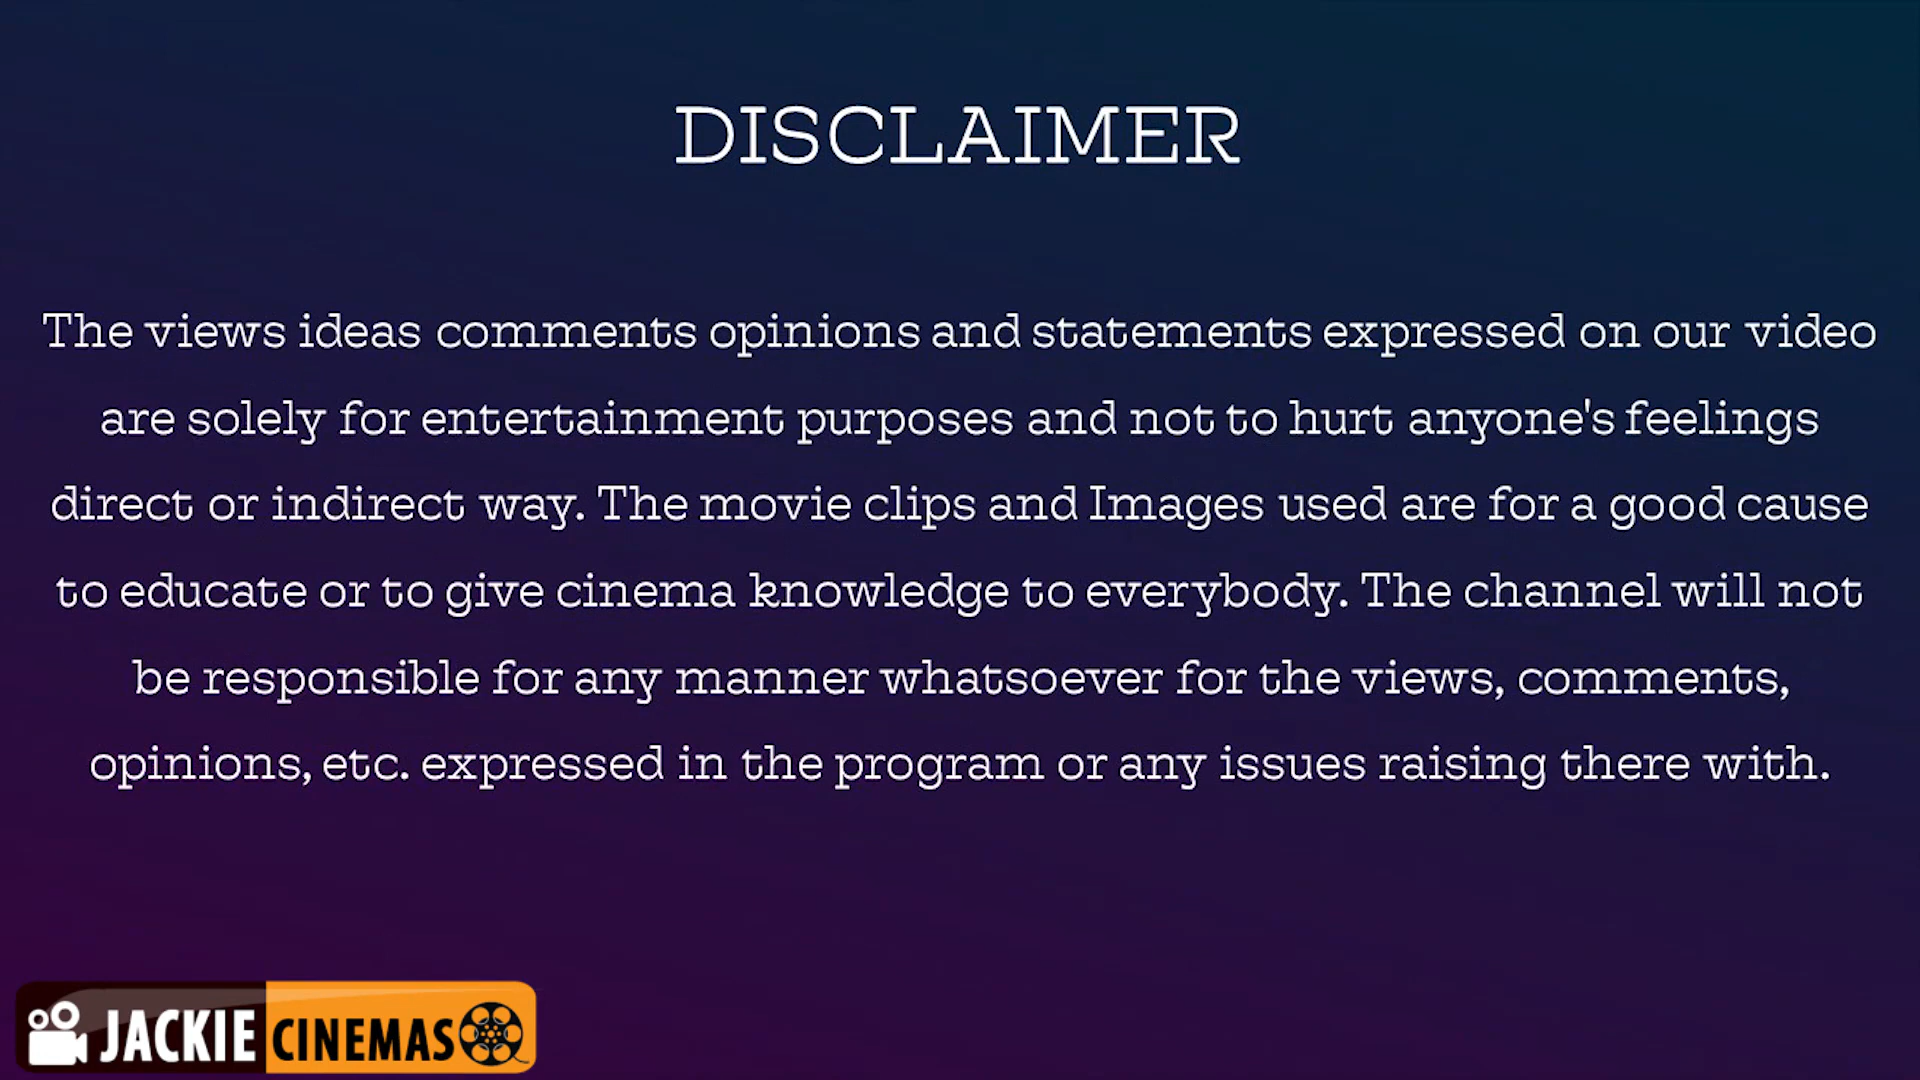 DISCLAIMER
The views ideas comments opinions and statements expressed on our video
are solely for entertainment purposes and not to hurt anyone's feelings
direct or indirect way. The movie clips and Images used are for a good cause
to educate or to give cinema knowledge to everybody. The channel will not
be responsible for any manner whatsoever for the views, comments,
opinions, etc. expressed in the program or any issues raising there with.
JACKIE CINEMAS